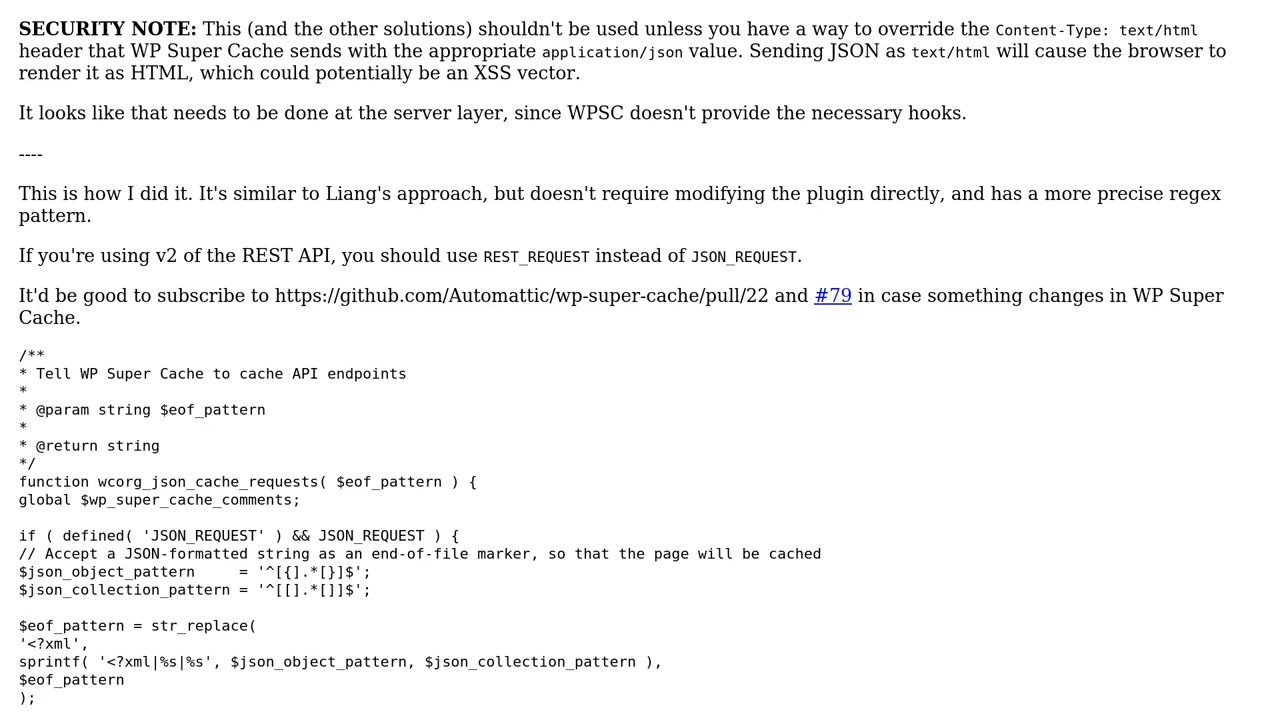 SECURITY NOTE: This (and the other solutions) shouldn't be used unless you have a way to override the Content-Type: text/html
header that WP Super Cache sends with the appropriate application/json value. Sending JSON as text/html will cause the browser to
render it as HTML, which could potentially be an XSS vector.
It looks like that needs to be done at the server layer, since WPSC doesn't provide the necessary hooks.
----
This is how I did it. It's similar to Liang's approach, but doesn't require modifying the plugin directly, and has a more precise regex
pattern.
If you're using v2 of the REST API, you should use REST_REQUEST instead of JSON_REQUEST.
It'd be good to subscribe to https://github.com/Automattic/wp-super-cache/pull/22 and #79 in case something changes in WP Super
Cache.
/**
* Tell WP Super Cache to cache API endpoints
*
* @param string $eof_pattern
*
* @return string
*/
function wcorg_json_cache_requests( $eof_pattern ) {
global $wp_super_cache_comments;
if ( defined( 'JSON_REQUEST' ) && JSON_REQUEST ) {
// Accept a JSON-formatted string as an end-of-file marker, so that the page will be cached
$json_object_pattern     = '^[{].*[}]$';
$json_collection_pattern = '^[[].*[]]$';
$eof_pattern = str_replace(
'<?xml',
sprintf( '<?xml|%s|%s', $json_object_pattern, $json_collection_pattern ),
$eof_pattern
);